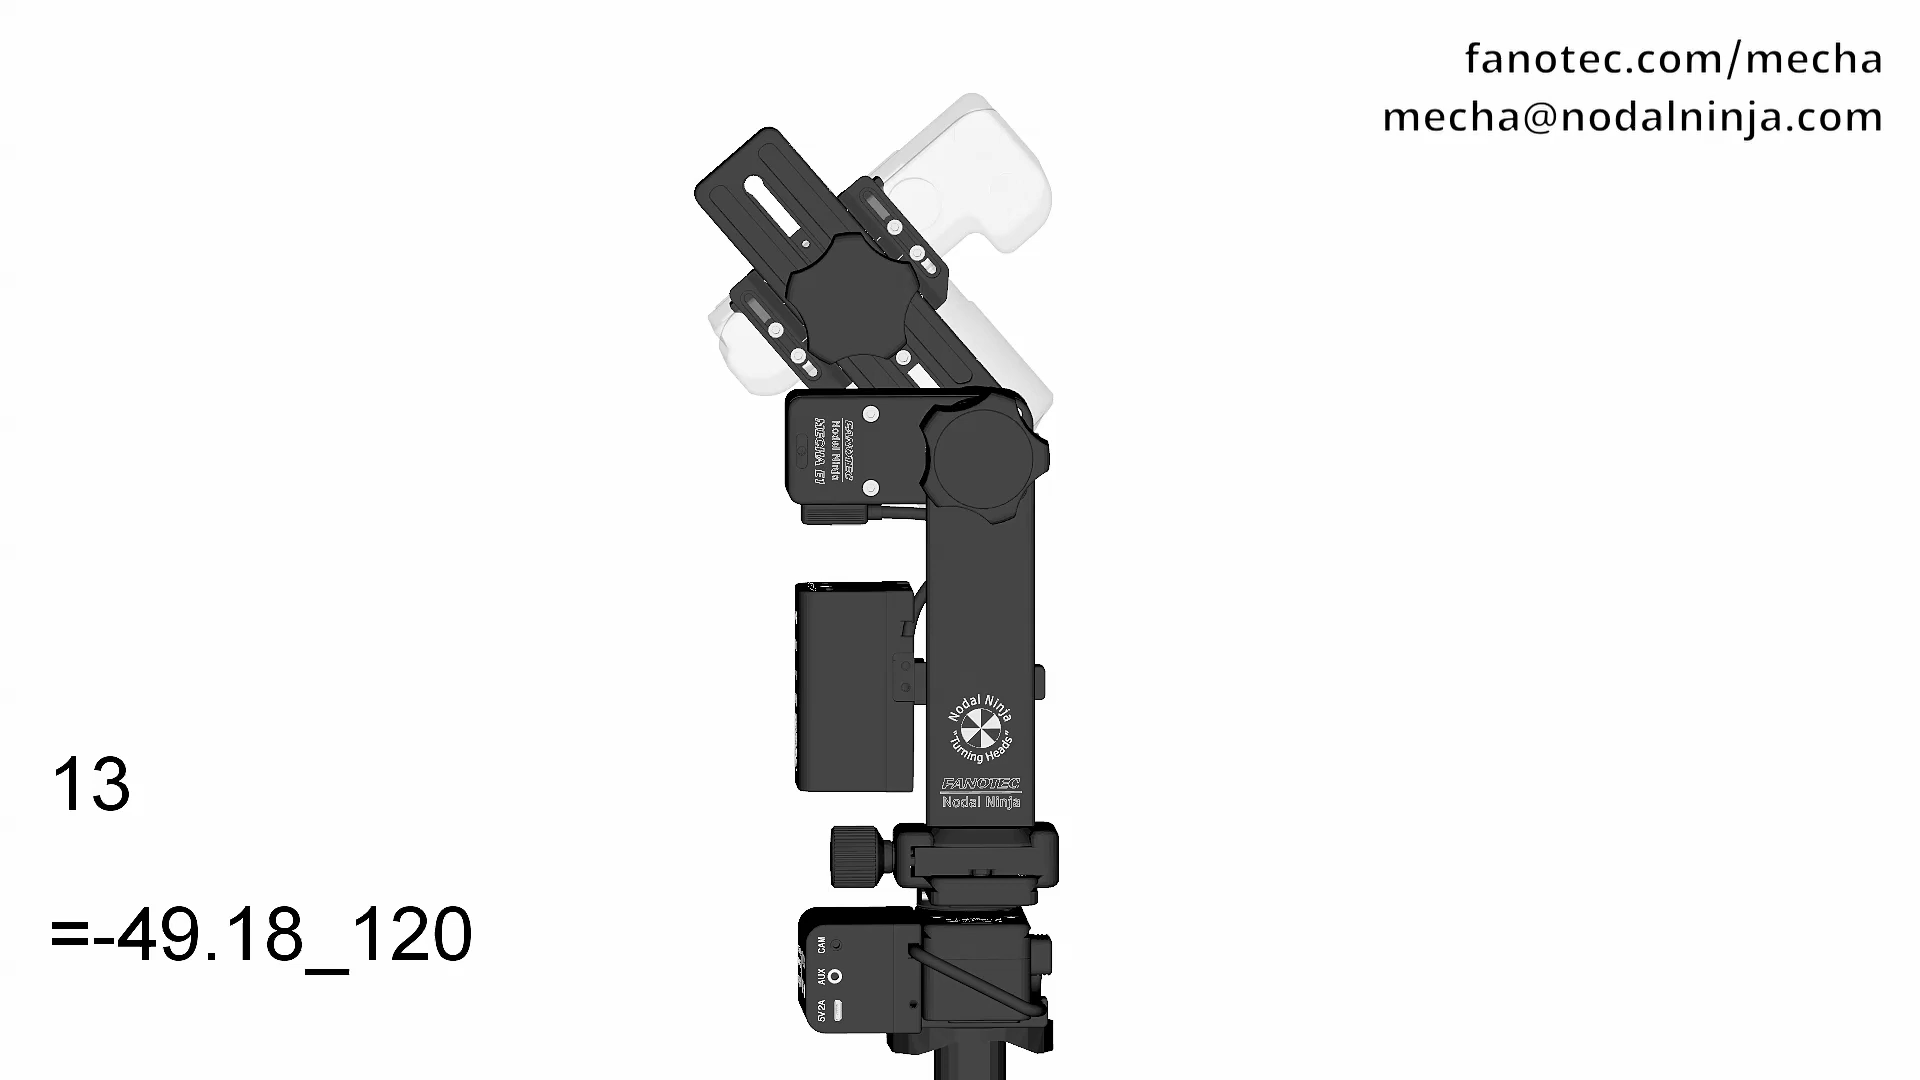 fanotec.com/mecha
mecha@nodalninja.com
FANOTEC
Nodal Ninja
MECHA E1
Nodal Ninja
"Turning Heads"
FANOTEC
Nodal Ninja
13
=-49.18_120
CAM
AUX
5V2A